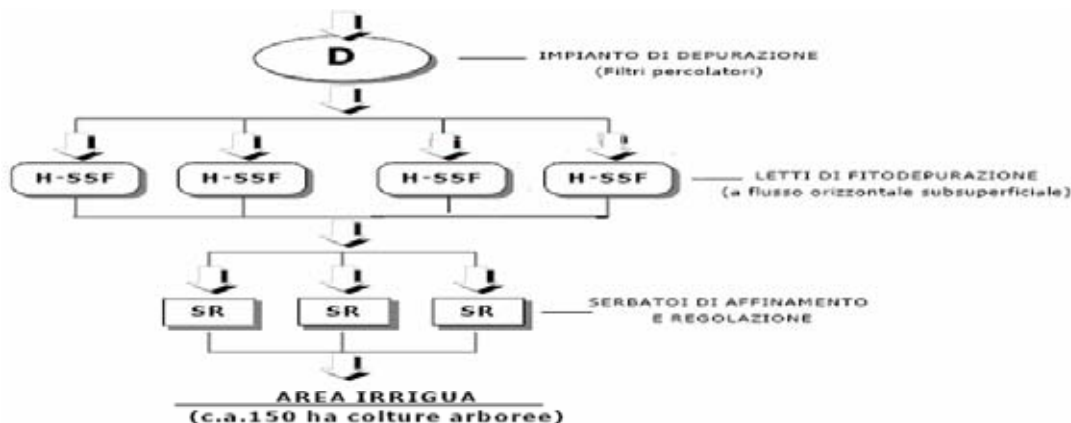 D
IMPIANTO DI DEPURAZIONE
(Filtri percolatori)
H-SSF H-SSF H-SSF H-SSF
LETTI DI FITODEPURAZIONE
(a flusso orizzontale subsuperficiale)
SR SR SR
SERBATOI DI AFFINAMENTO
E REGOLAZIONE
AREA IRRIGUA
(c.a.150 ha colture arboree)